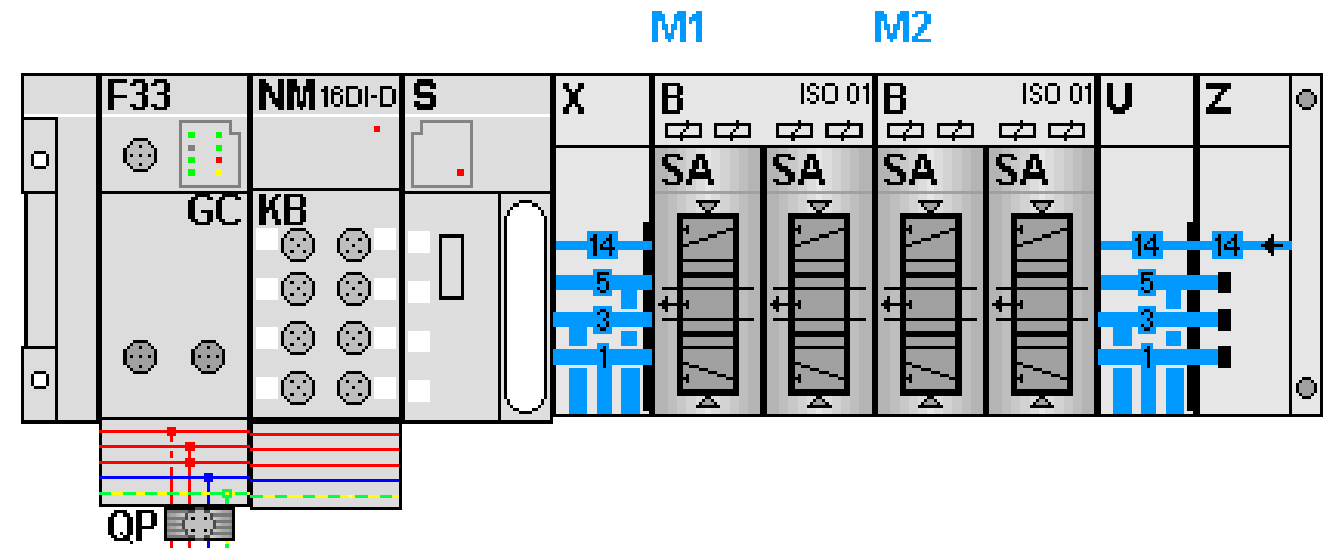 M1 M2
F33 NM 16DI-D S X B ISO 01 B ISO 01 U Z
SA SA SA SA
GC KB
14 14 14
5 5
3 3
1 1
QP